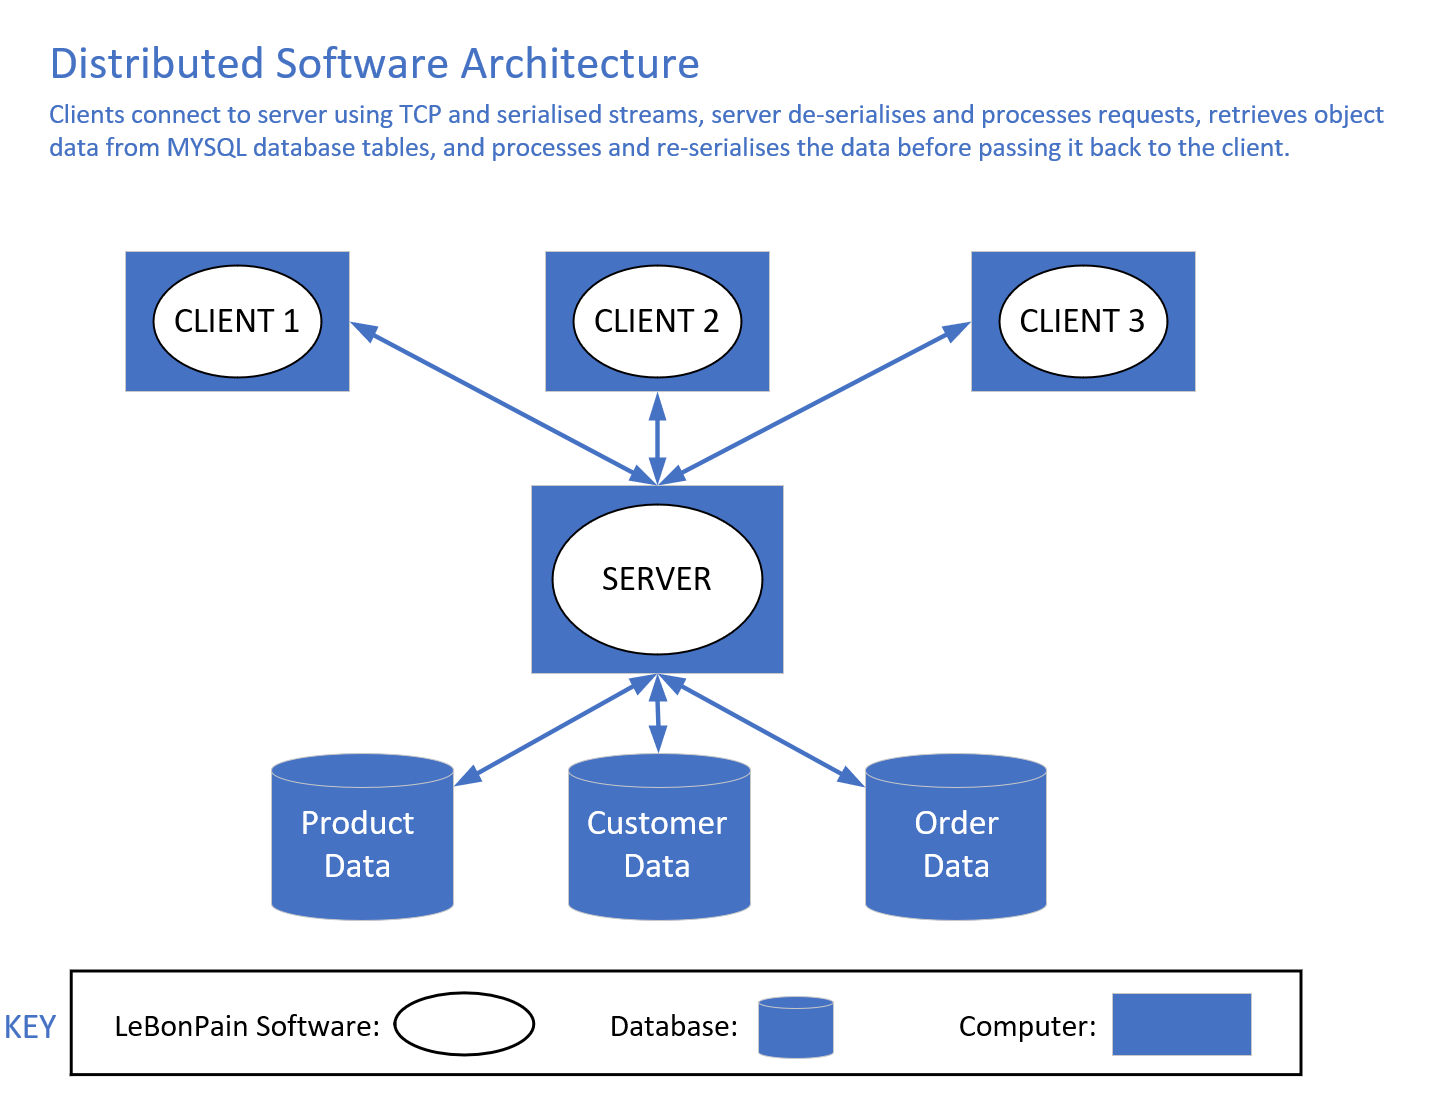 Distributed Software Architecture
Clients connect to server using TCP and serialised streams, server de-serialises and processes requests, retrieves object
data from MYSQL database tables, and processes and re-serialises the data before passing it back to the client.
CLIENT 1
CLIENT 2
CLIENT 3
SERVER
Product
Data
Customer
Data
Order
Data
KEY
LeBonPain Software:
Database:
Computer: